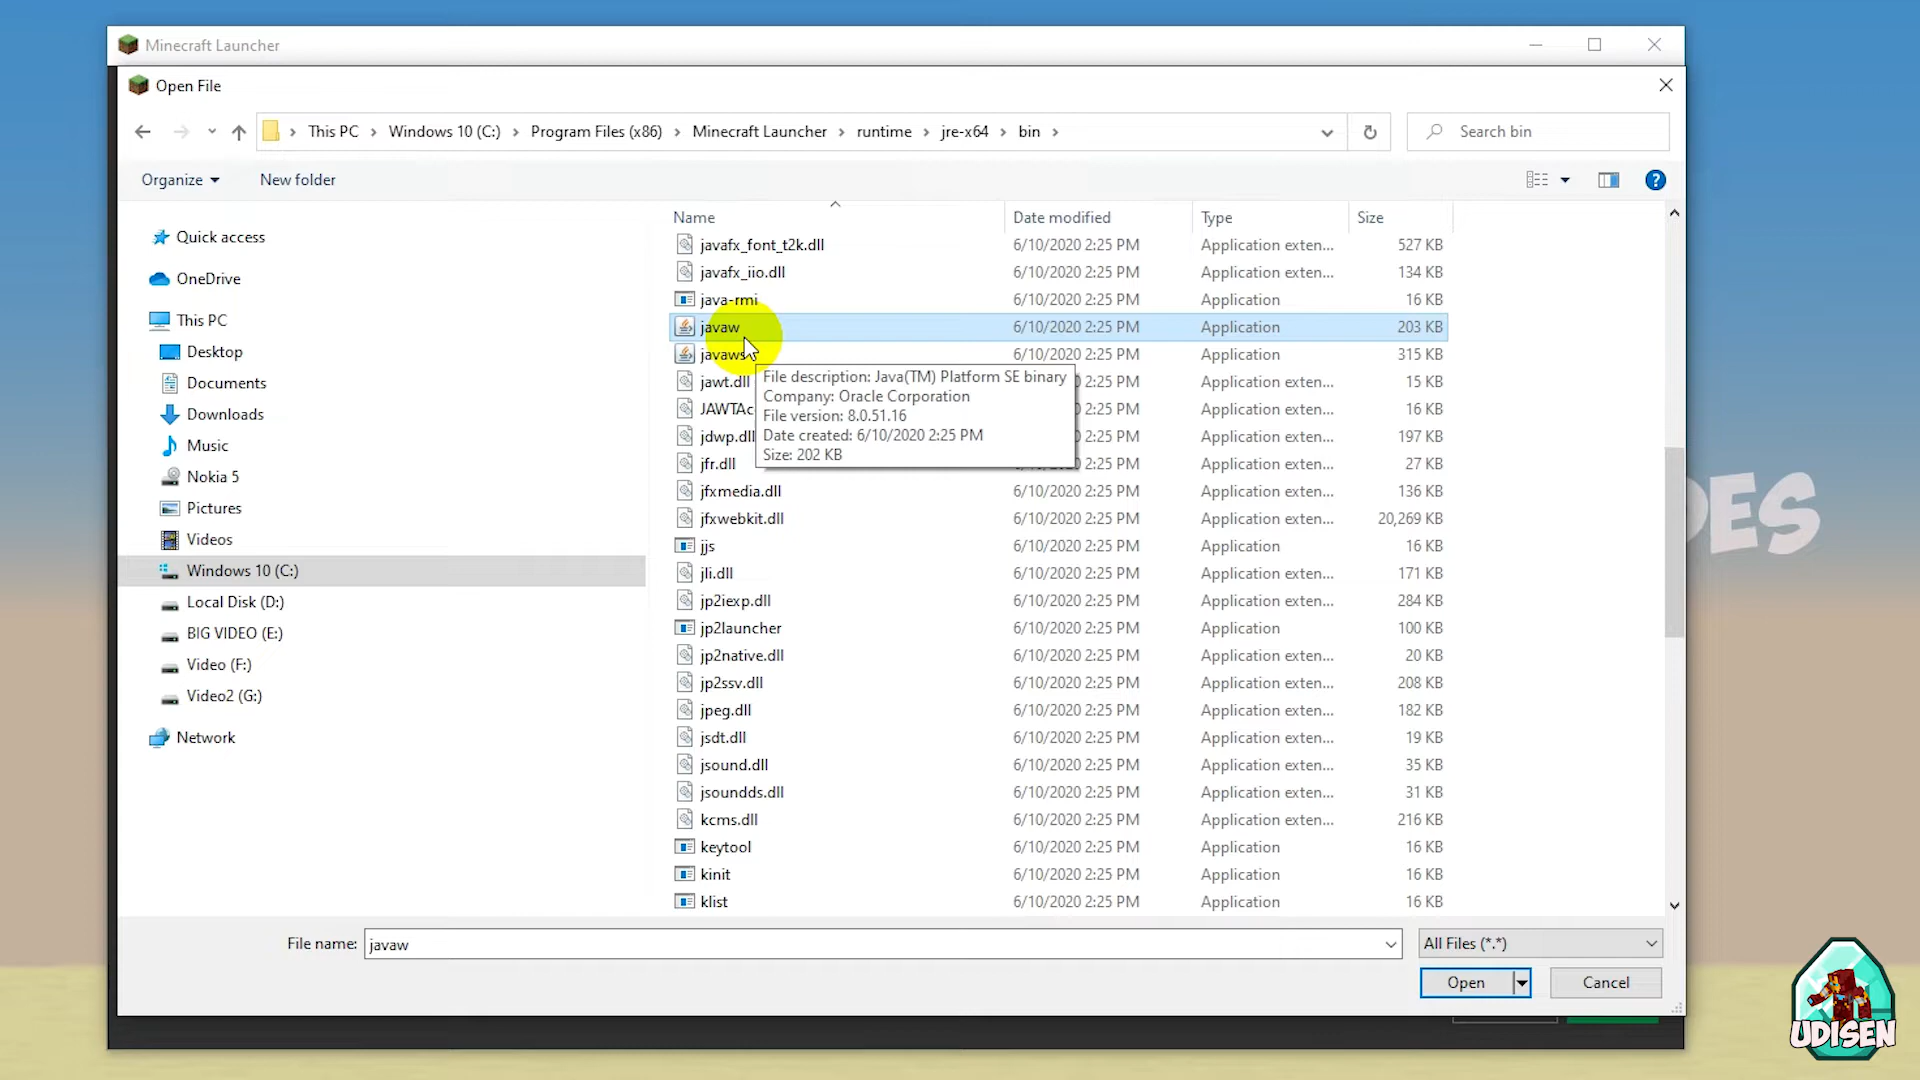 Minecraft Launcher
Open File
This PC > Windows 10 (C:) > Program Files (x86) > Minecraft Launcher > runtime > jre-x64 > bin >
Search bin
Organize
New folder
Name Date modified Type Size
Quick access
OneDrive
This PC
Desktop
Documents
Downloads
Music
Nokia 5
Pictures
Videos
Windows 10 (C:)
Local Disk (D:)
BIG VIDEO (E:)
Video (F:)
Video2 (G:)
Network
javafx_font_t2k.dll 6/10/2020 2:25 PM Application exten... 527 KB
javafx_iio.dll 6/10/2020 2:25 PM Application exten... 134 KB
java-rmi 6/10/2020 2:25 PM Application 16 KB
javaw 6/10/2020 2:25 PM Application 203 KB
javaws 6/10/2020 2:25 PM Application 315 KB
jawt.dll Application exten... 15 KB
JAWTAc 0 2:25 PM Application exten... 16 KB
jdwp.dll 0 2:25 PM Application exten... 197 KB
jfr.dll 0 2:25 PM Application exten... 27 KB
File description: Java(TM) Platform SE binary
Company: Oracle Corporation
File version: 8.0.51.16
Date created: 6/10/2020 2:25 PM
Size: 202 KB
jfxmedia.dll 6/10/2020 2:25 PM Application exten... 136 KB
jfxwebkit.dll 6/10/2020 2:25 PM Application exten... 20,269 KB
jjs 6/10/2020 2:25 PM Application 16 KB
jli.dll 6/10/2020 2:25 PM Application exten... 171 KB
jp2iexp.dll 6/10/2020 2:25 PM Application exten... 284 KB
jp2launcher 6/10/2020 2:25 PM Application 100 KB
jp2native.dll 6/10/2020 2:25 PM Application exten... 20 KB
jp2ssv.dll 6/10/2020 2:25 PM Application exten... 208 KB
jpeg.dll 6/10/2020 2:25 PM Application exten... 182 KB
jsdt.dll 6/10/2020 2:25 PM Application exten... 19 KB
jsound.dll 6/10/2020 2:25 PM Application exten... 35 KB
jsoundds.dll 6/10/2020 2:25 PM Application exten... 31 KB
kcms.dll 6/10/2020 2:25 PM Application exten... 216 KB
keytool 6/10/2020 2:25 PM Application 16 KB
kinit 6/10/2020 2:25 PM Application 16 KB
klist 6/10/2020 2:25 PM Application 16 KB
File name: javaw
All Files (*.*)
Open
Cancel
DES
UDISEN